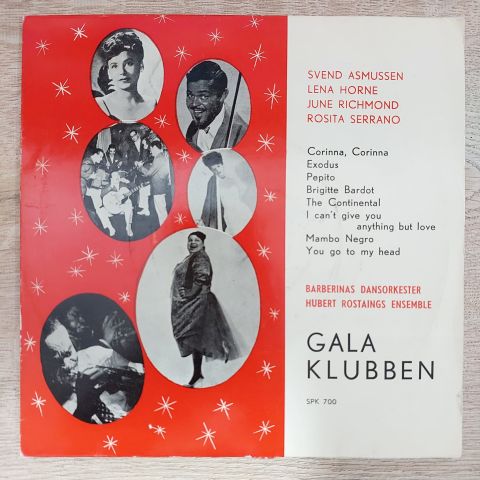 SVEND ASMUSSEN
LENA HORNE
JUNE RICHMOND
ROSITA SERRANO
Corinna, Corinna
Exodus
Pepito
Brigitte Bardot
The Continental
I can't give you
anything but love
Mambo Negro
You go to my head
BARBERINAS DANSORKESTER
HUBERT ROSTAINGS ENSEMBLE
GALA
KLUBBEN
SPK 700